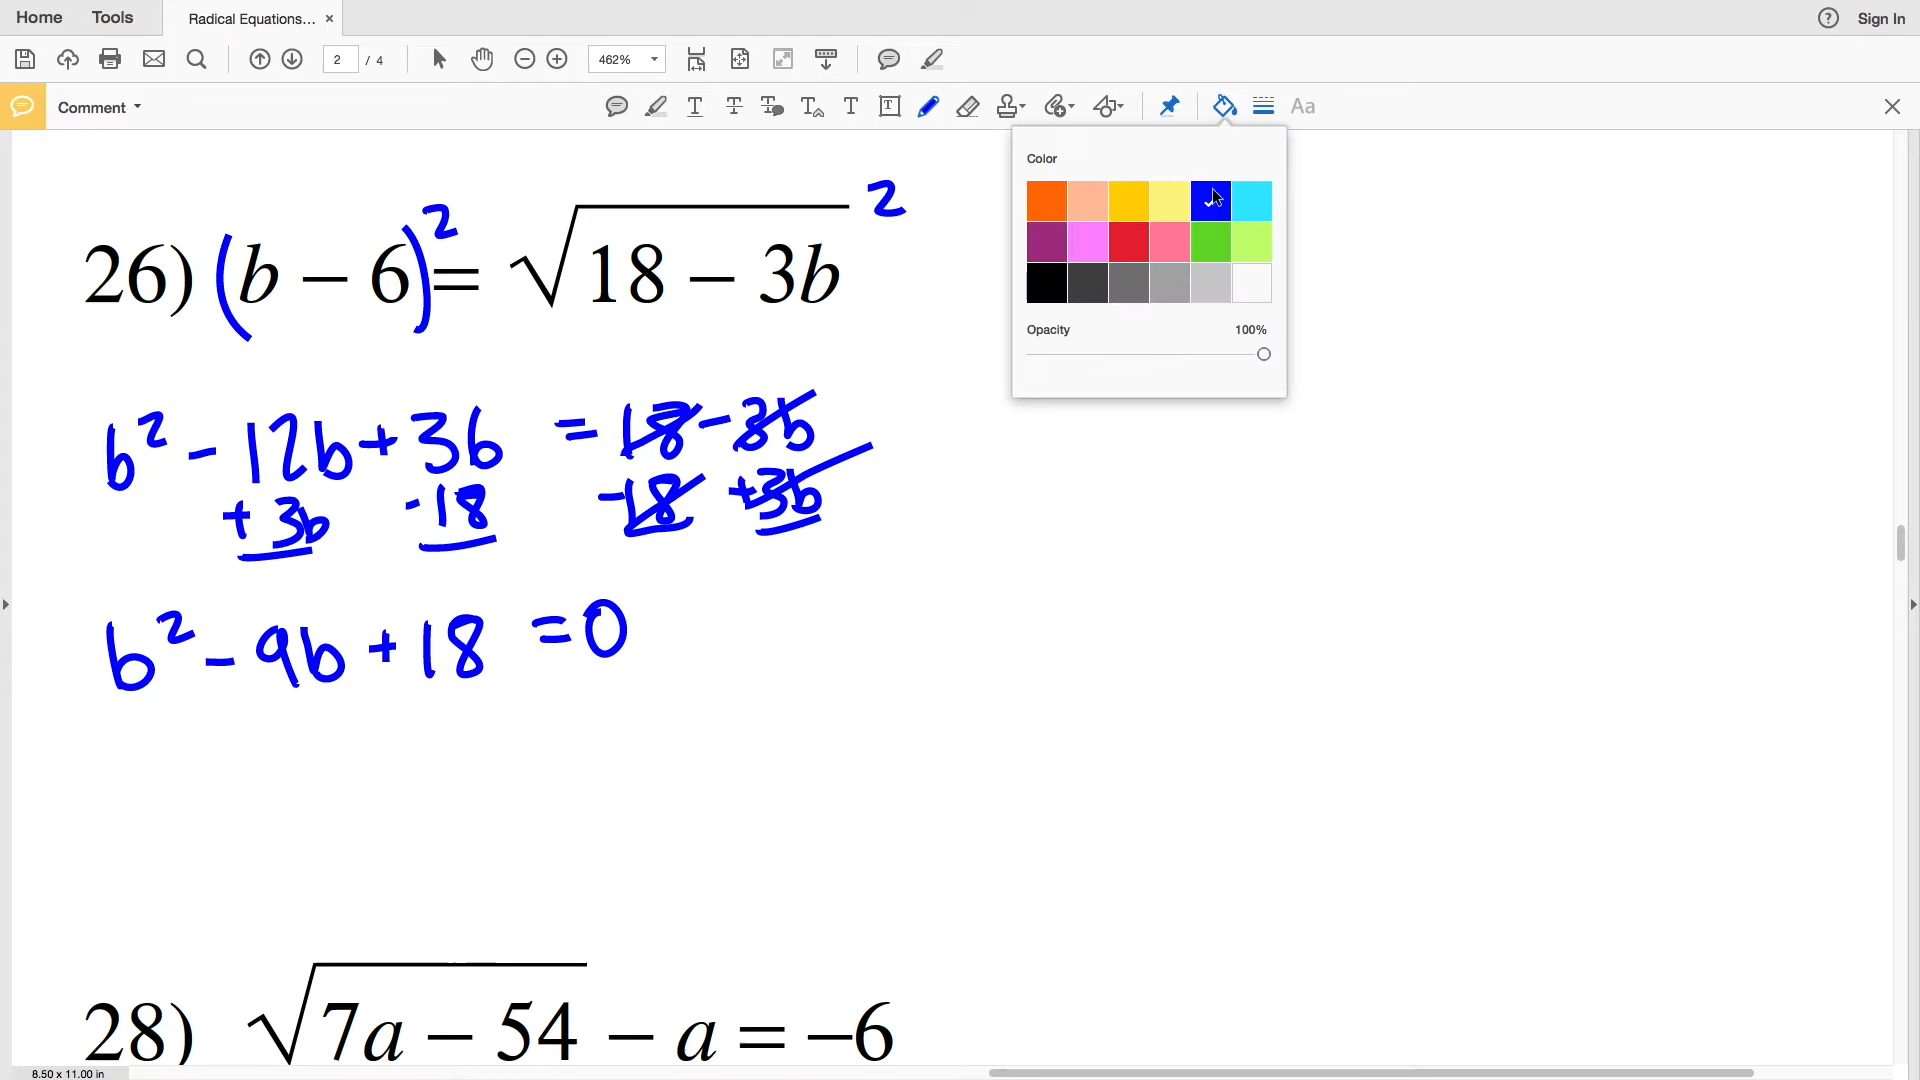 Home Tools Radical Equations... × ? Sign In
2 / 4 462%
Comment T T T T T T Aa
Color
Opacity 100%
26) (b − 6)² = √18 − 3b ²
b² - 12b + 36 = 18 - 3b
+ 3b - 18 - 18 + 3b
b² - 9b + 18 = 0
28) √7a − 54 − a = −6
8.50 x 11.00 in